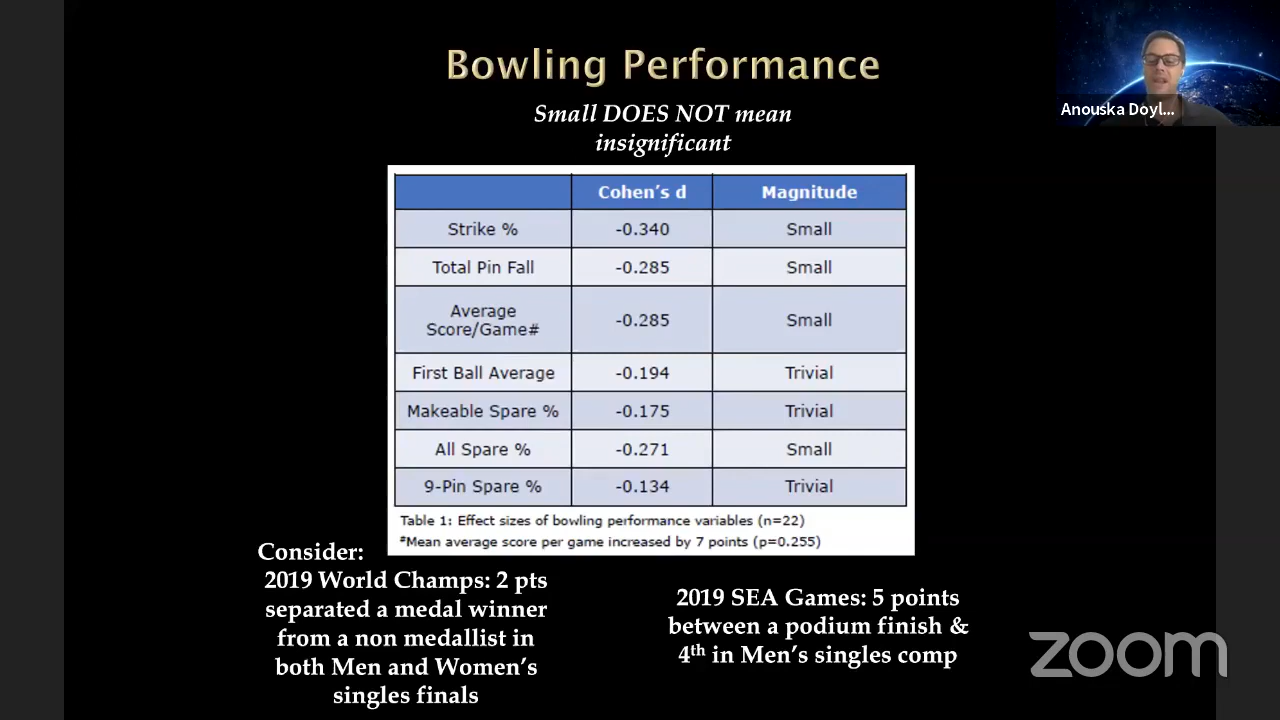 Bowling Performance
Small DOES NOT mean
insignificant
Anouska Doyl...
Cohen's d
Magnitude
Strike %
-0.340
Small
Total Pin Fall
-0.285
Small
Average
Score/Game#
-0.285
Small
First Ball Average
-0.194
Trivial
Makeable Spare %
-0.175
Trivial
All Spare %
-0.271
Small
9-Pin Spare %
-0.134
Trivial
Table 1: Effect sizes of bowling performance variables (n=22)
#Mean average score per game increased by 7 points (p=0.255)
Consider:
2019 World Champs: 2 pts
separated a medal winner
from a non medallist in
both Men and Women's
singles finals
2019 SEA Games: 5 points
between a podium finish &
4th in Men's singles comp
zoom